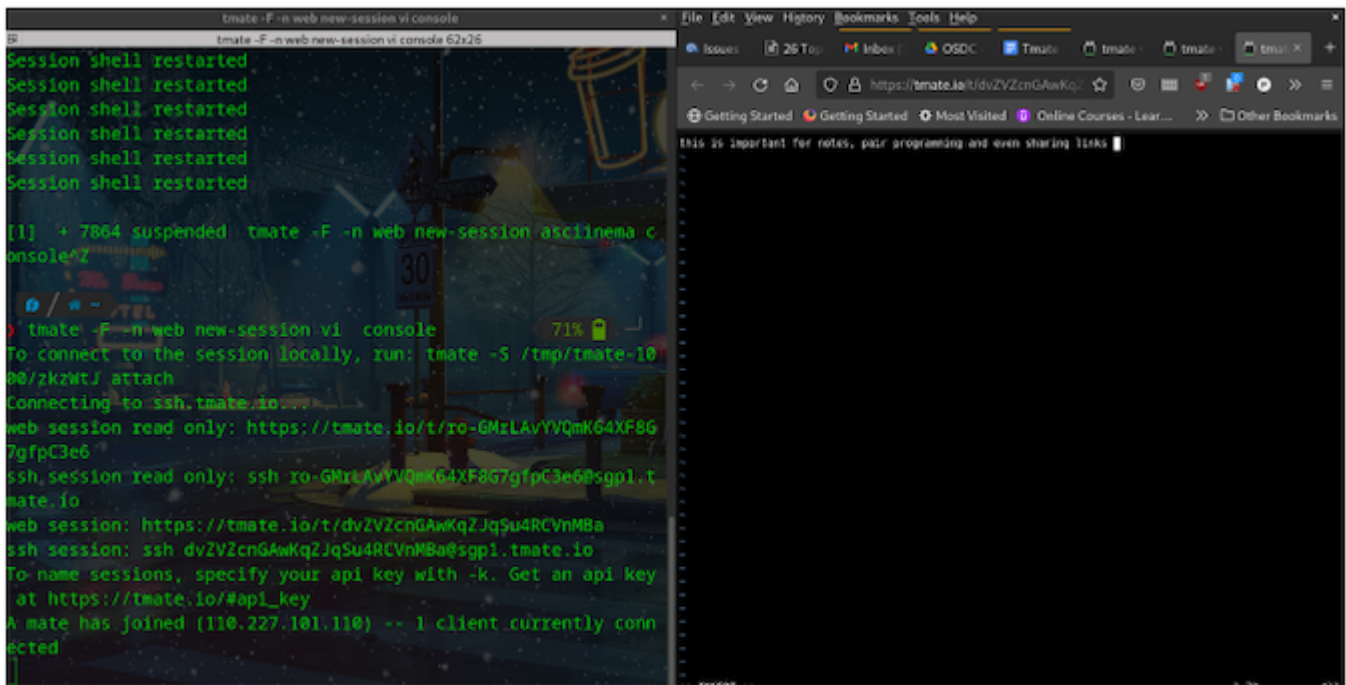 tmate -F -n web new-session vi console
tmate -F -n web new-session vi console 62x26
Session shell restarted
Session shell restarted
Session shell restarted
Session shell restarted
Session shell restarted
Session shell restarted
[1] + 7864 suspended tmate -F -n web new-session asciinema c
onsole^Z
~
tmate -F -n web new-session vi console 71%
To connect to the session locally, run: tmate -S /tmp/tmate-10
00/zkzWtJ attach
Connecting to ssh.tmate.io...
web session read only: https://tmate.io/t/ro-GMrLAvYVQmK64XF8G
7gfpC3e6
ssh session read only: ssh ro-GMrLAvYVQmK64XF8G7gfpC3e6@sgp1.t
mate.io
web session: https://tmate.io/t/dvZVZcnGAwKqZJqSu4RCVnMBa
ssh session: ssh dvZVZcnGAwKqZJqSu4RCVnMBa@sgp1.tmate.io
To name sessions, specify your api key with -k. Get an api key
at https://tmate.io/#api_key
A mate has joined (110.227.101.110) -- 1 client currently conn
ected
30
File Edit View History Bookmarks Tools Help
Issues 26 Top Inbox ( OSDC Tmate tmate tmate tmat
https://tmate.io/t/dvZVZcnGAwKqZ
Getting Started Getting Started Most Visited Online Courses - Lear... Other Bookmarks
this is important for notes, pair programming and even sharing links